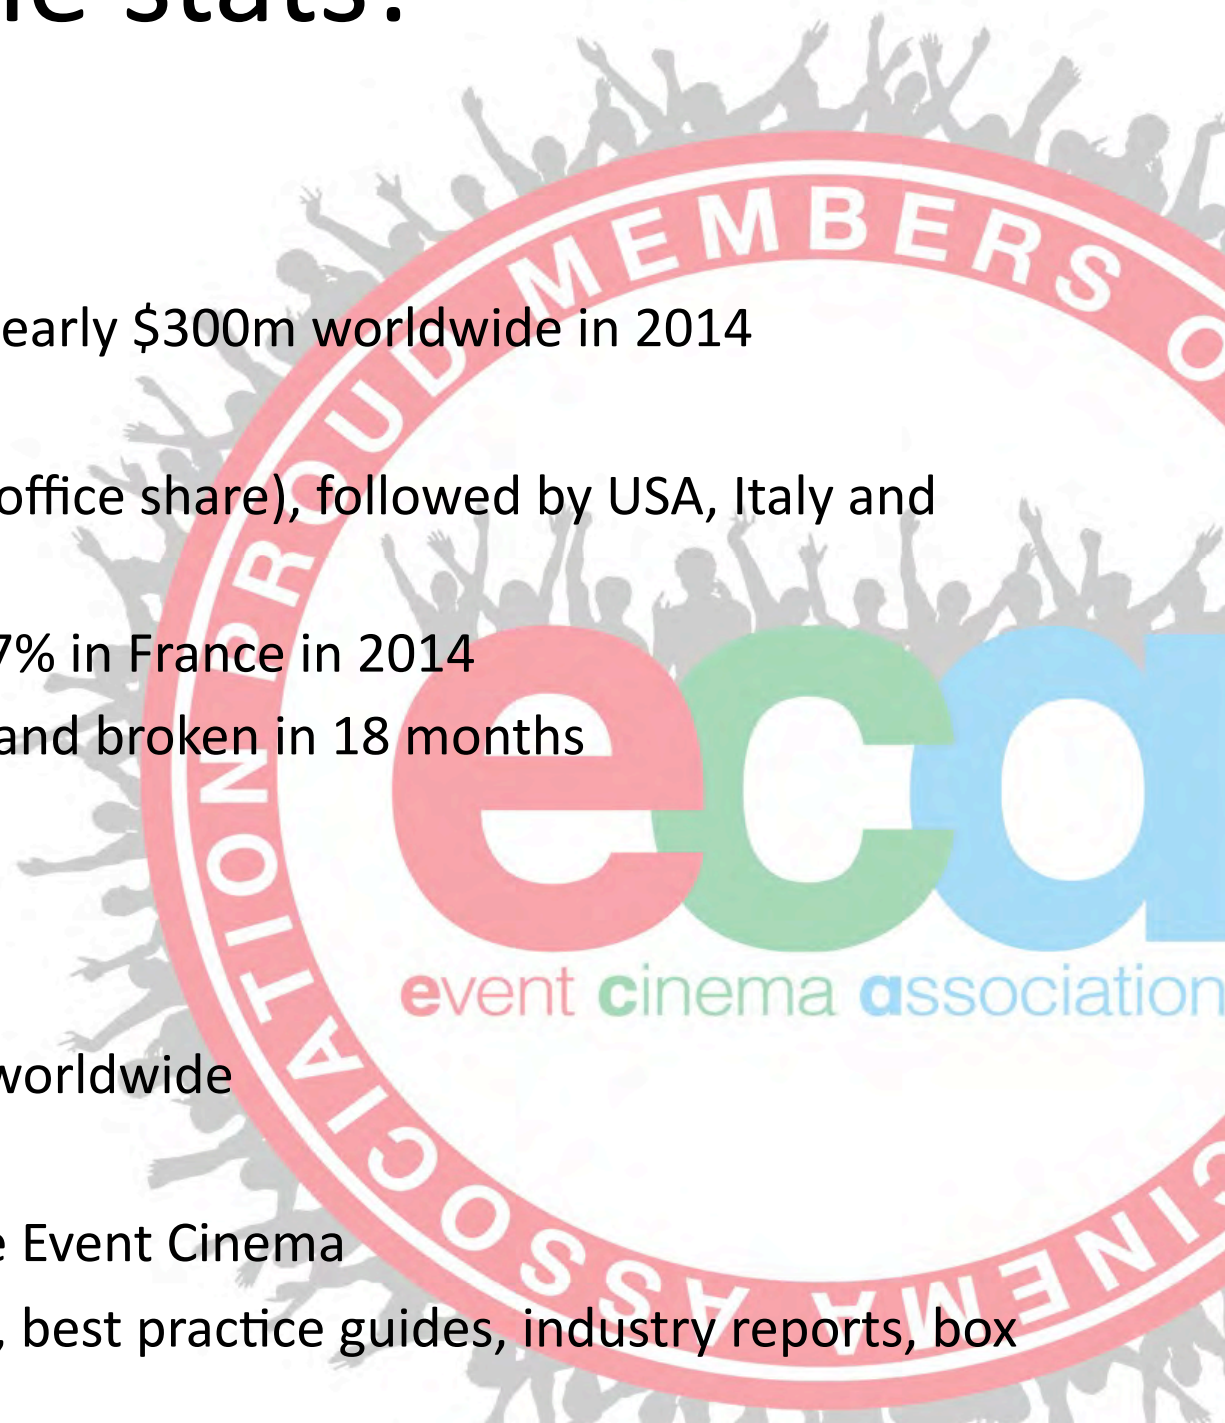 ne stats?
early $300m worldwide in 2014
office share), followed by USA, Italy and
7% in France in 2014
and broken in 18 months
worldwide
e Event Cinema
, best practice guides, industry reports, box
PROUD MEMBERS O
CINEMA ASSOCIATION
eca
event cinema association